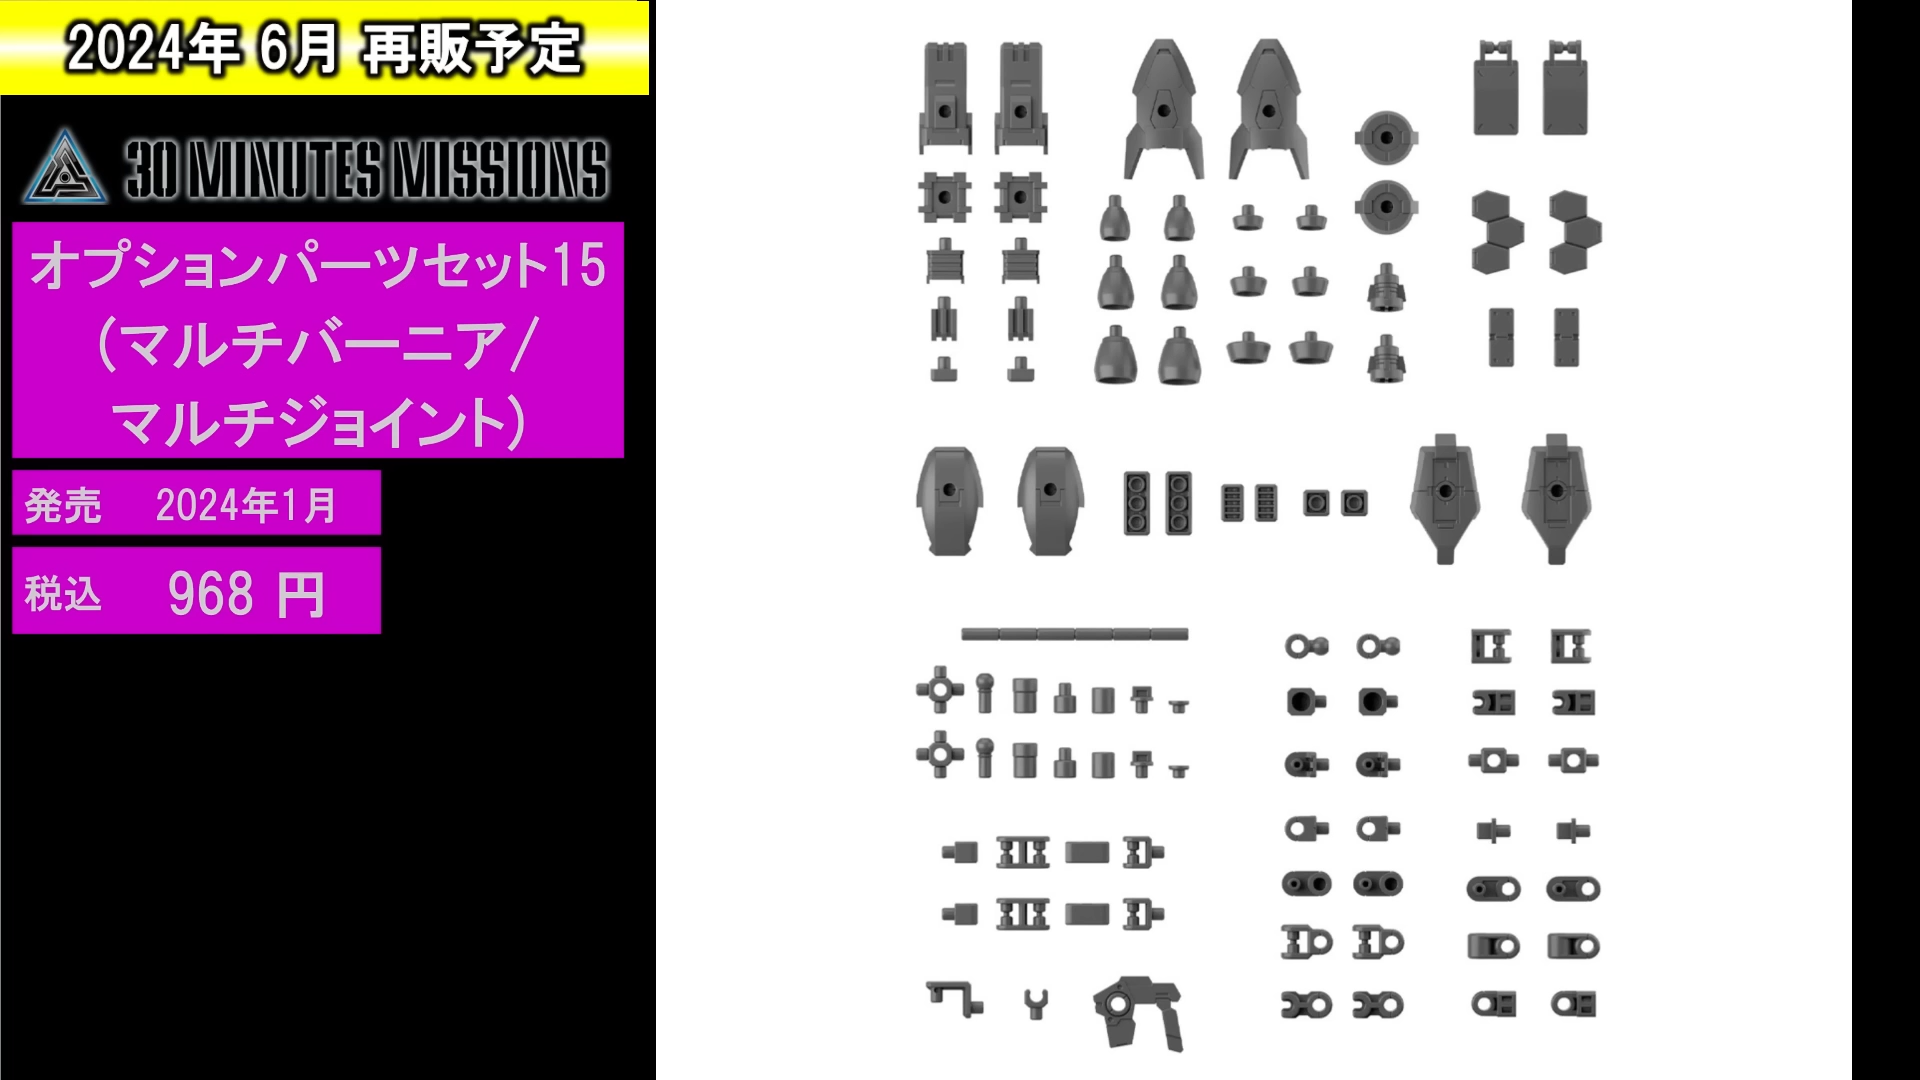 2024年 6月 再販予定
30 MINUTES MISSIONS
オプションパーツセット15
(マルチバーニア/
マルチジョイント)
発売 2024年1月
税込 968 円